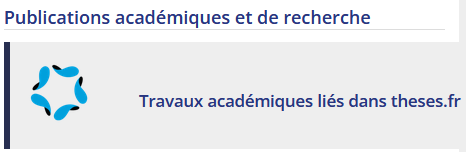 Publications académiques et de recherche
Travaux académiques liés dans theses.fr